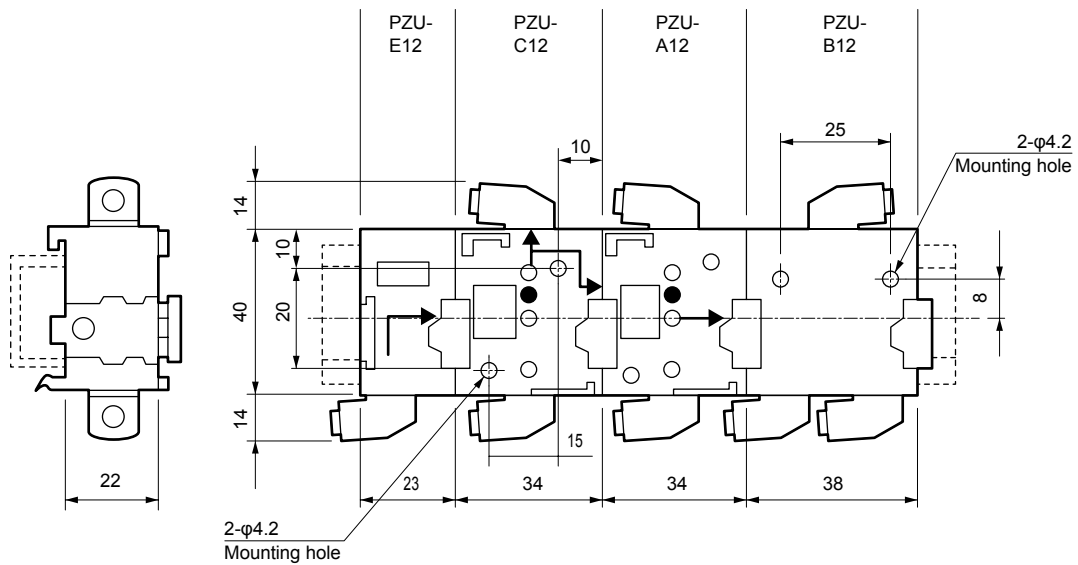 PZU-
E12
PZU-
C12
PZU-
A12
PZU-
B12
25
2-φ4.2
Mounting hole
10
14
10
40
20
8
14
15
22
23
34
34
38
2-φ4.2
Mounting hole